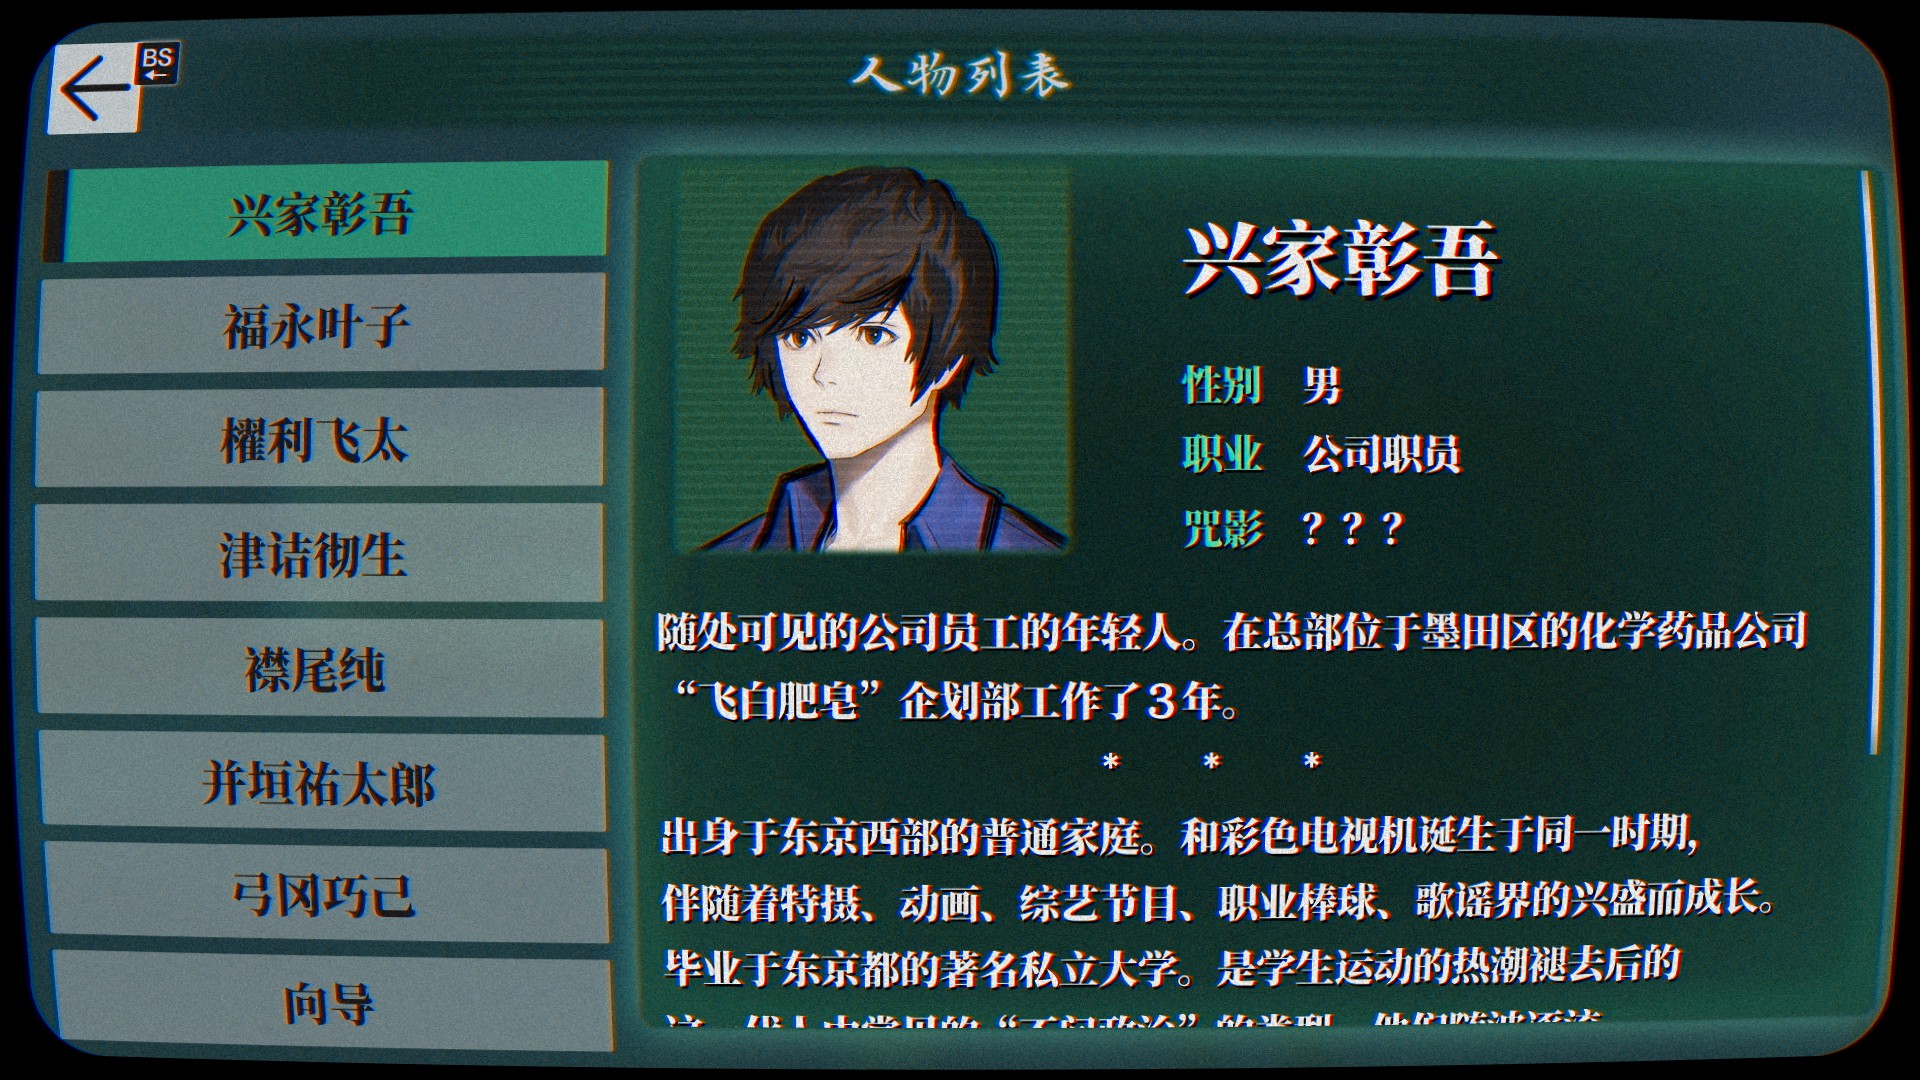 BS
人物列表
兴家彰吾
福永叶子
櫂利飞太
津诘彻生
襟尾纯
并垣祐太郎
弓冈巧己
向导
兴家彰吾
性别 男
职业 公司职员
咒影 ？？？
随处可见的公司员工的年轻人。在总部位于墨田区的化学药品公司
“飞白肥皂”企划部工作了３年。
* * *
出身于东京西部的普通家庭。和彩色电视机诞生于同一时期，
伴随着特摄、动画、综艺节目、职业棒球、歌谣界的兴盛而成长。
毕业于东京都的著名私立大学。是学生运动的热潮褪去后的